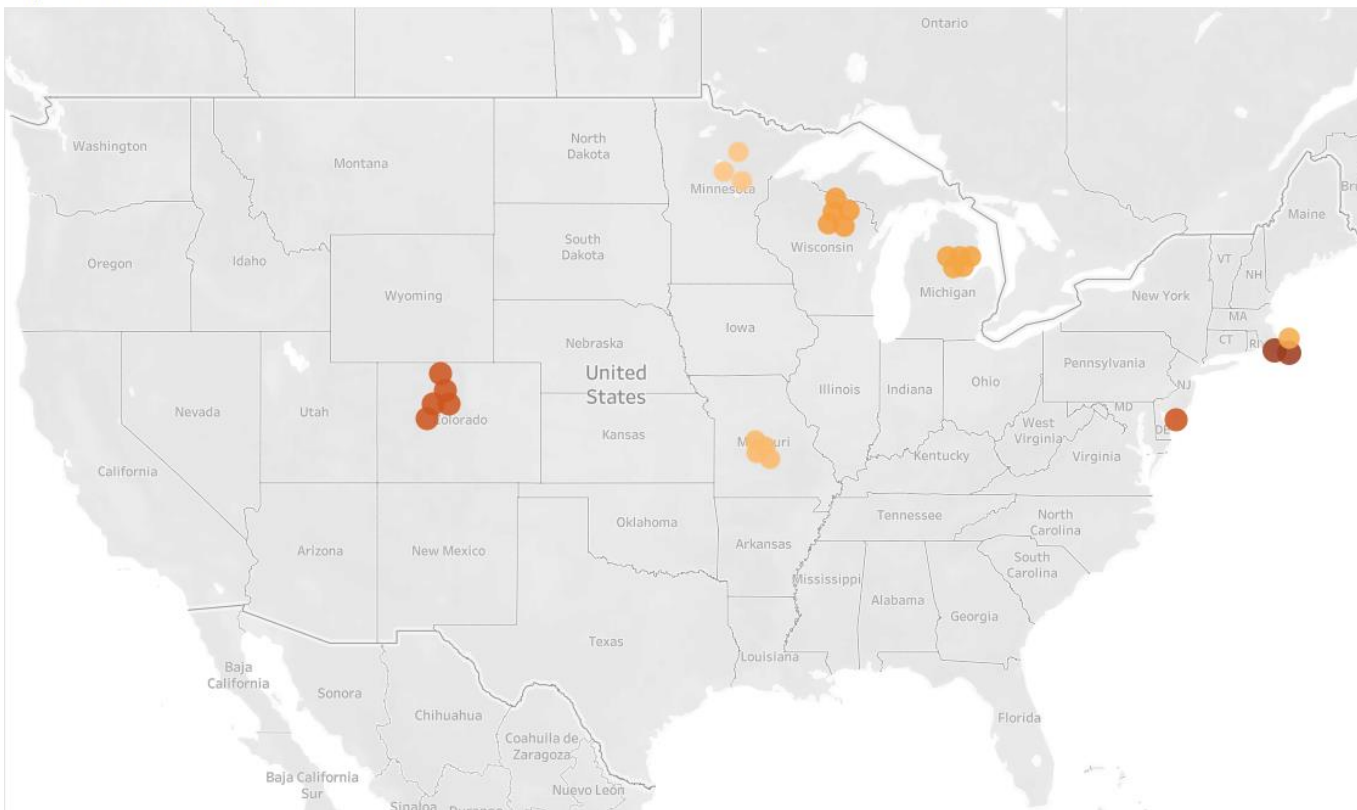 Ontario
Washington
Montana
North
Dakota
Minnesota
Maine
Oregon
Idaho
South
Dakota
Wisconsin
VT
NH
Wyoming
Michigan
New York
MA
Iowa
CT
Nebraska
Pennsylvania
United
States
Illinois
Indiana
Ohio
NJ
Nevada
Utah
Colorado
MD
DE
Kansas
Missouri
West
Virginia
Virginia
California
Kentucky
Oklahoma
Tennessee
North
Carolina
Arizona
New Mexico
Arkansas
South
Carolina
Mississippi
Alabama
Georgia
Texas
Louisiana
Baja
California
Sonora
Chihuahua
Florida
Coahuila de
Zaragoza
Baja California
Sur
Nuevo León
Sinaloa
Durango